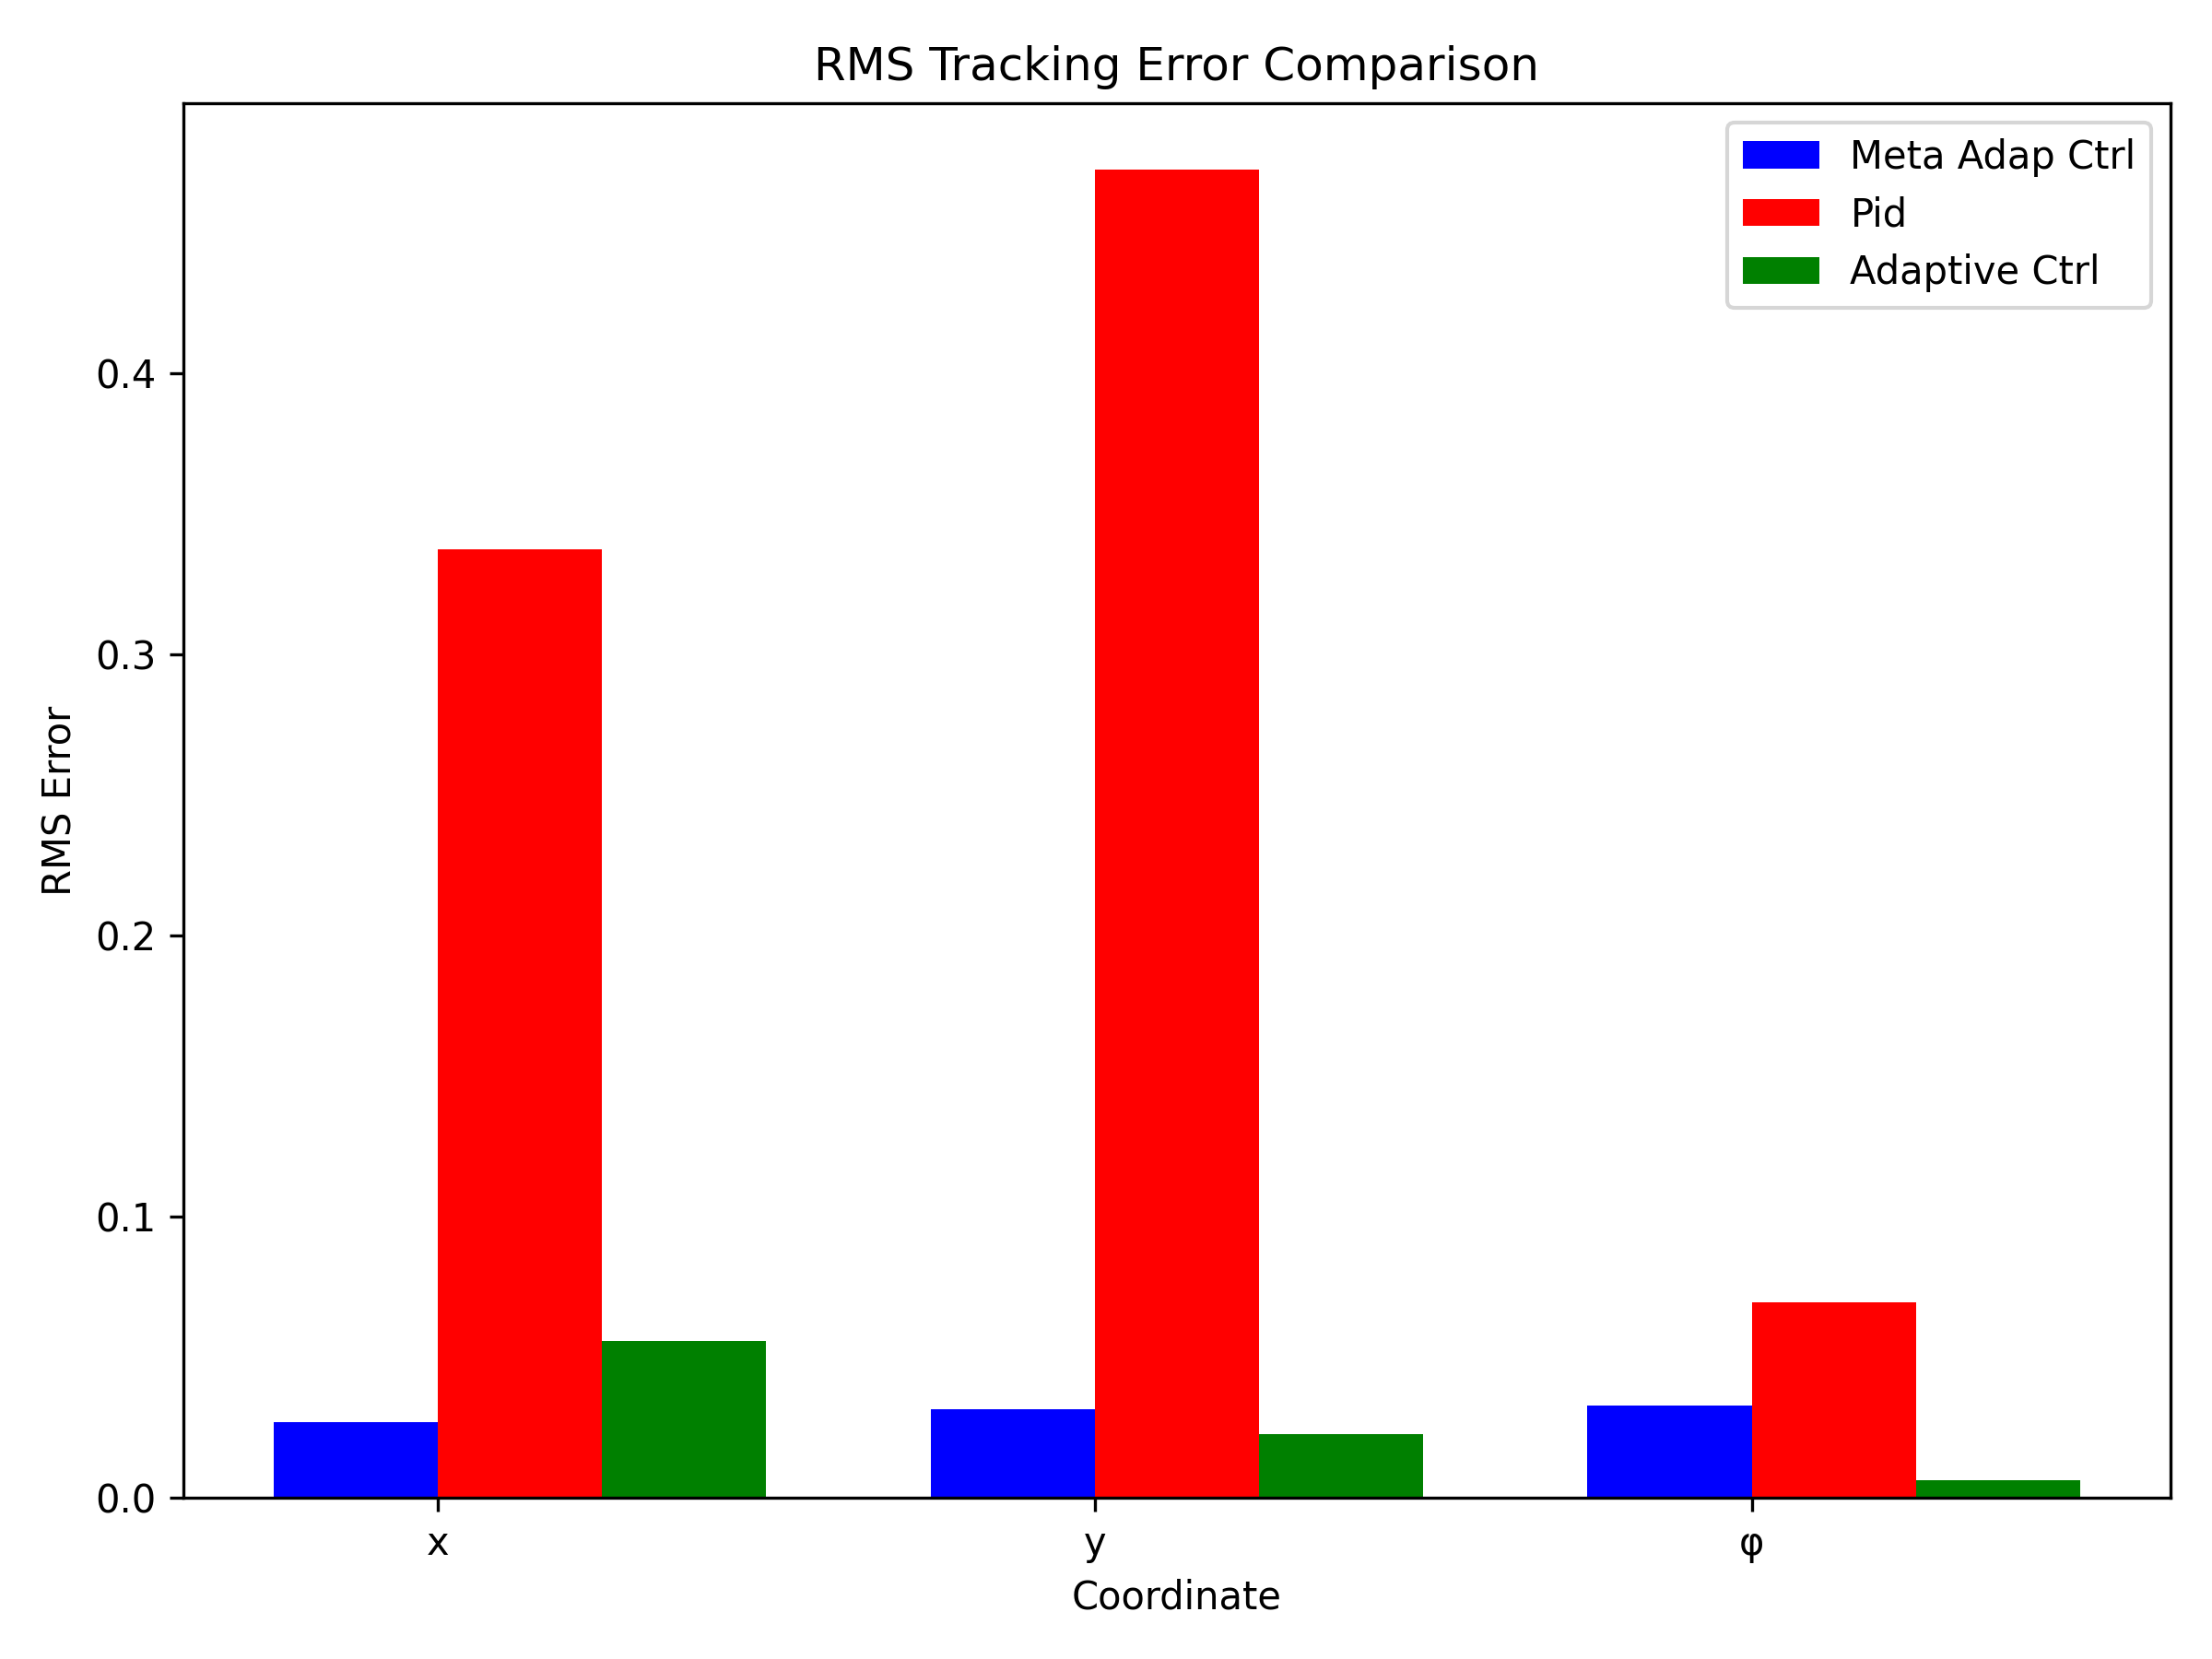 RMS Tracking Error Comparison
Meta Adap Ctrl
Pid
Adaptive Ctrl
RMS Error
0.4
0.3
0.2
0.1
0.0
x
y
φ
Coordinate